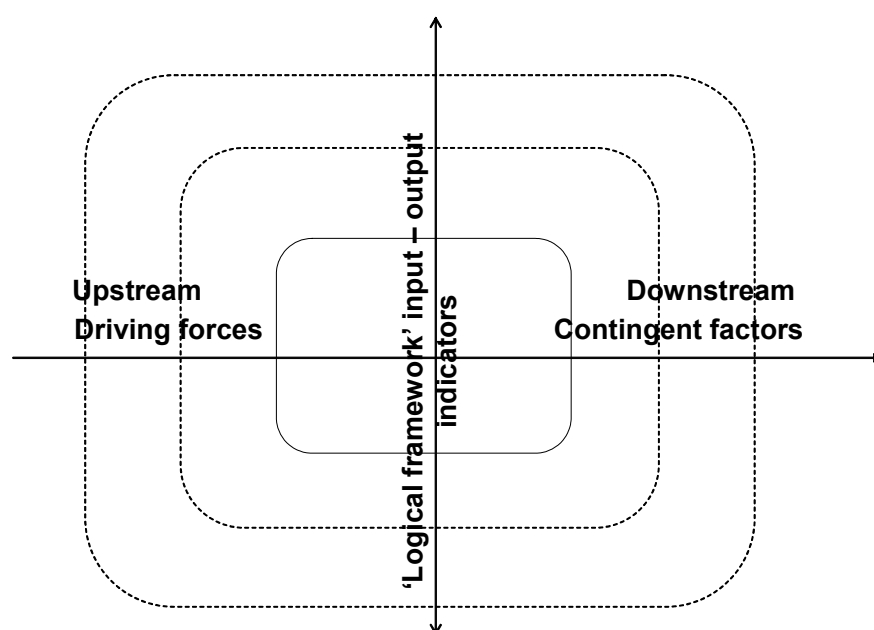 Upstream
Driving forces
‘Logical framework’ input – output
indicators
Downstream
Contingent factors